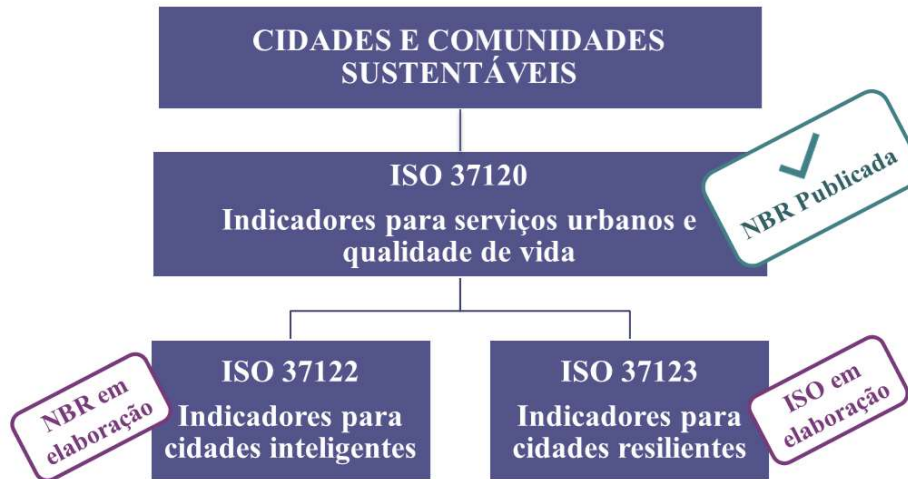 CIDADES E COMUNIDADES
SUSTENTÁVEIS
ISO 37120
Indicadores para serviços urbanos e
qualidade de vida
NBR Publicada
ISO 37122
Indicadores para
cidades inteligentes
NBR em
elaboração
ISO 37123
Indicadores para
cidades resilientes
ISO em
elaboração